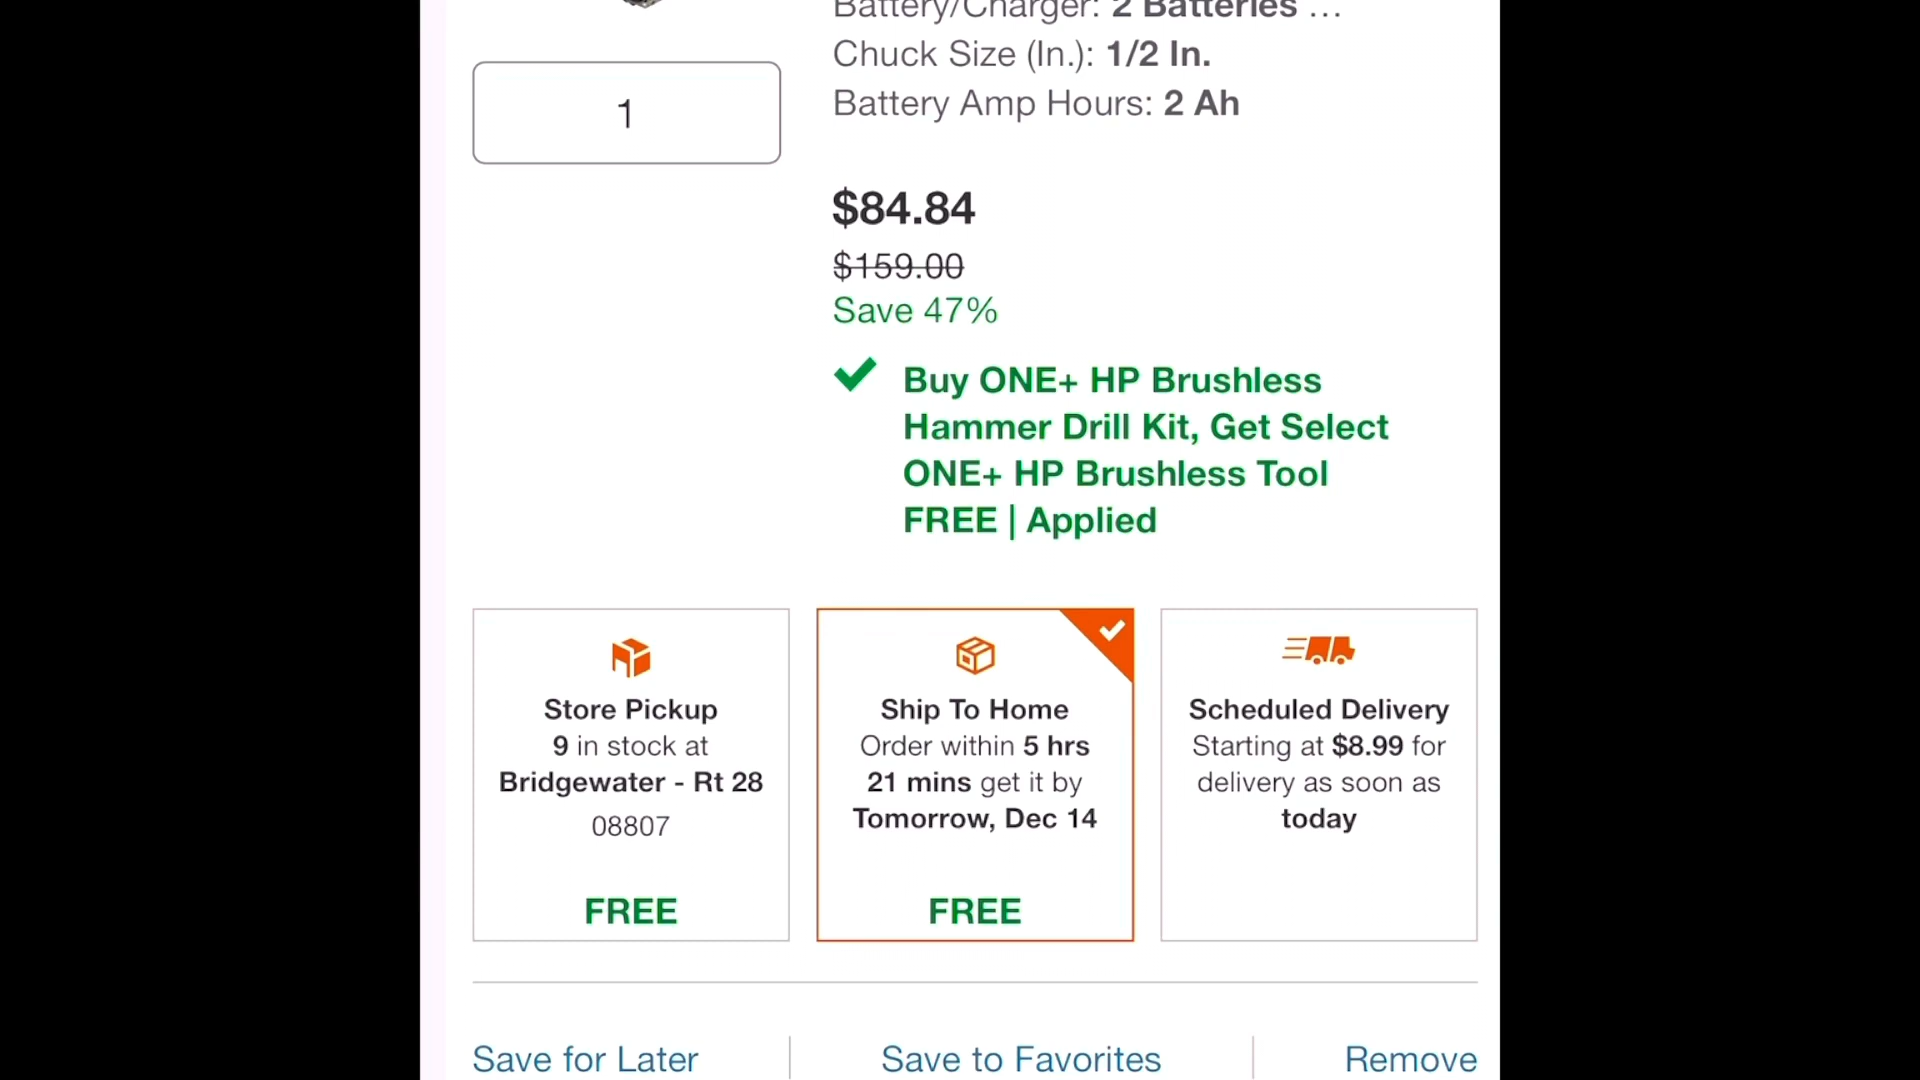 Battery/Charger: 2 Batteries ...
Chuck Size (In.): 1/2 In.
1
Battery Amp Hours: 2 Ah
$84.84
$159.00
Save 47%
Buy ONE+ HP Brushless
Hammer Drill Kit, Get Select
ONE+ HP Brushless Tool
FREE | Applied
Store Pickup
9 in stock at
Bridgewater - Rt 28
08807
FREE
Ship To Home
Order within 5 hrs
21 mins get it by
Tomorrow, Dec 14
FREE
Scheduled Delivery
Starting at $8.99 for
delivery as soon as
today
Save for Later
Save to Favorites
Remove